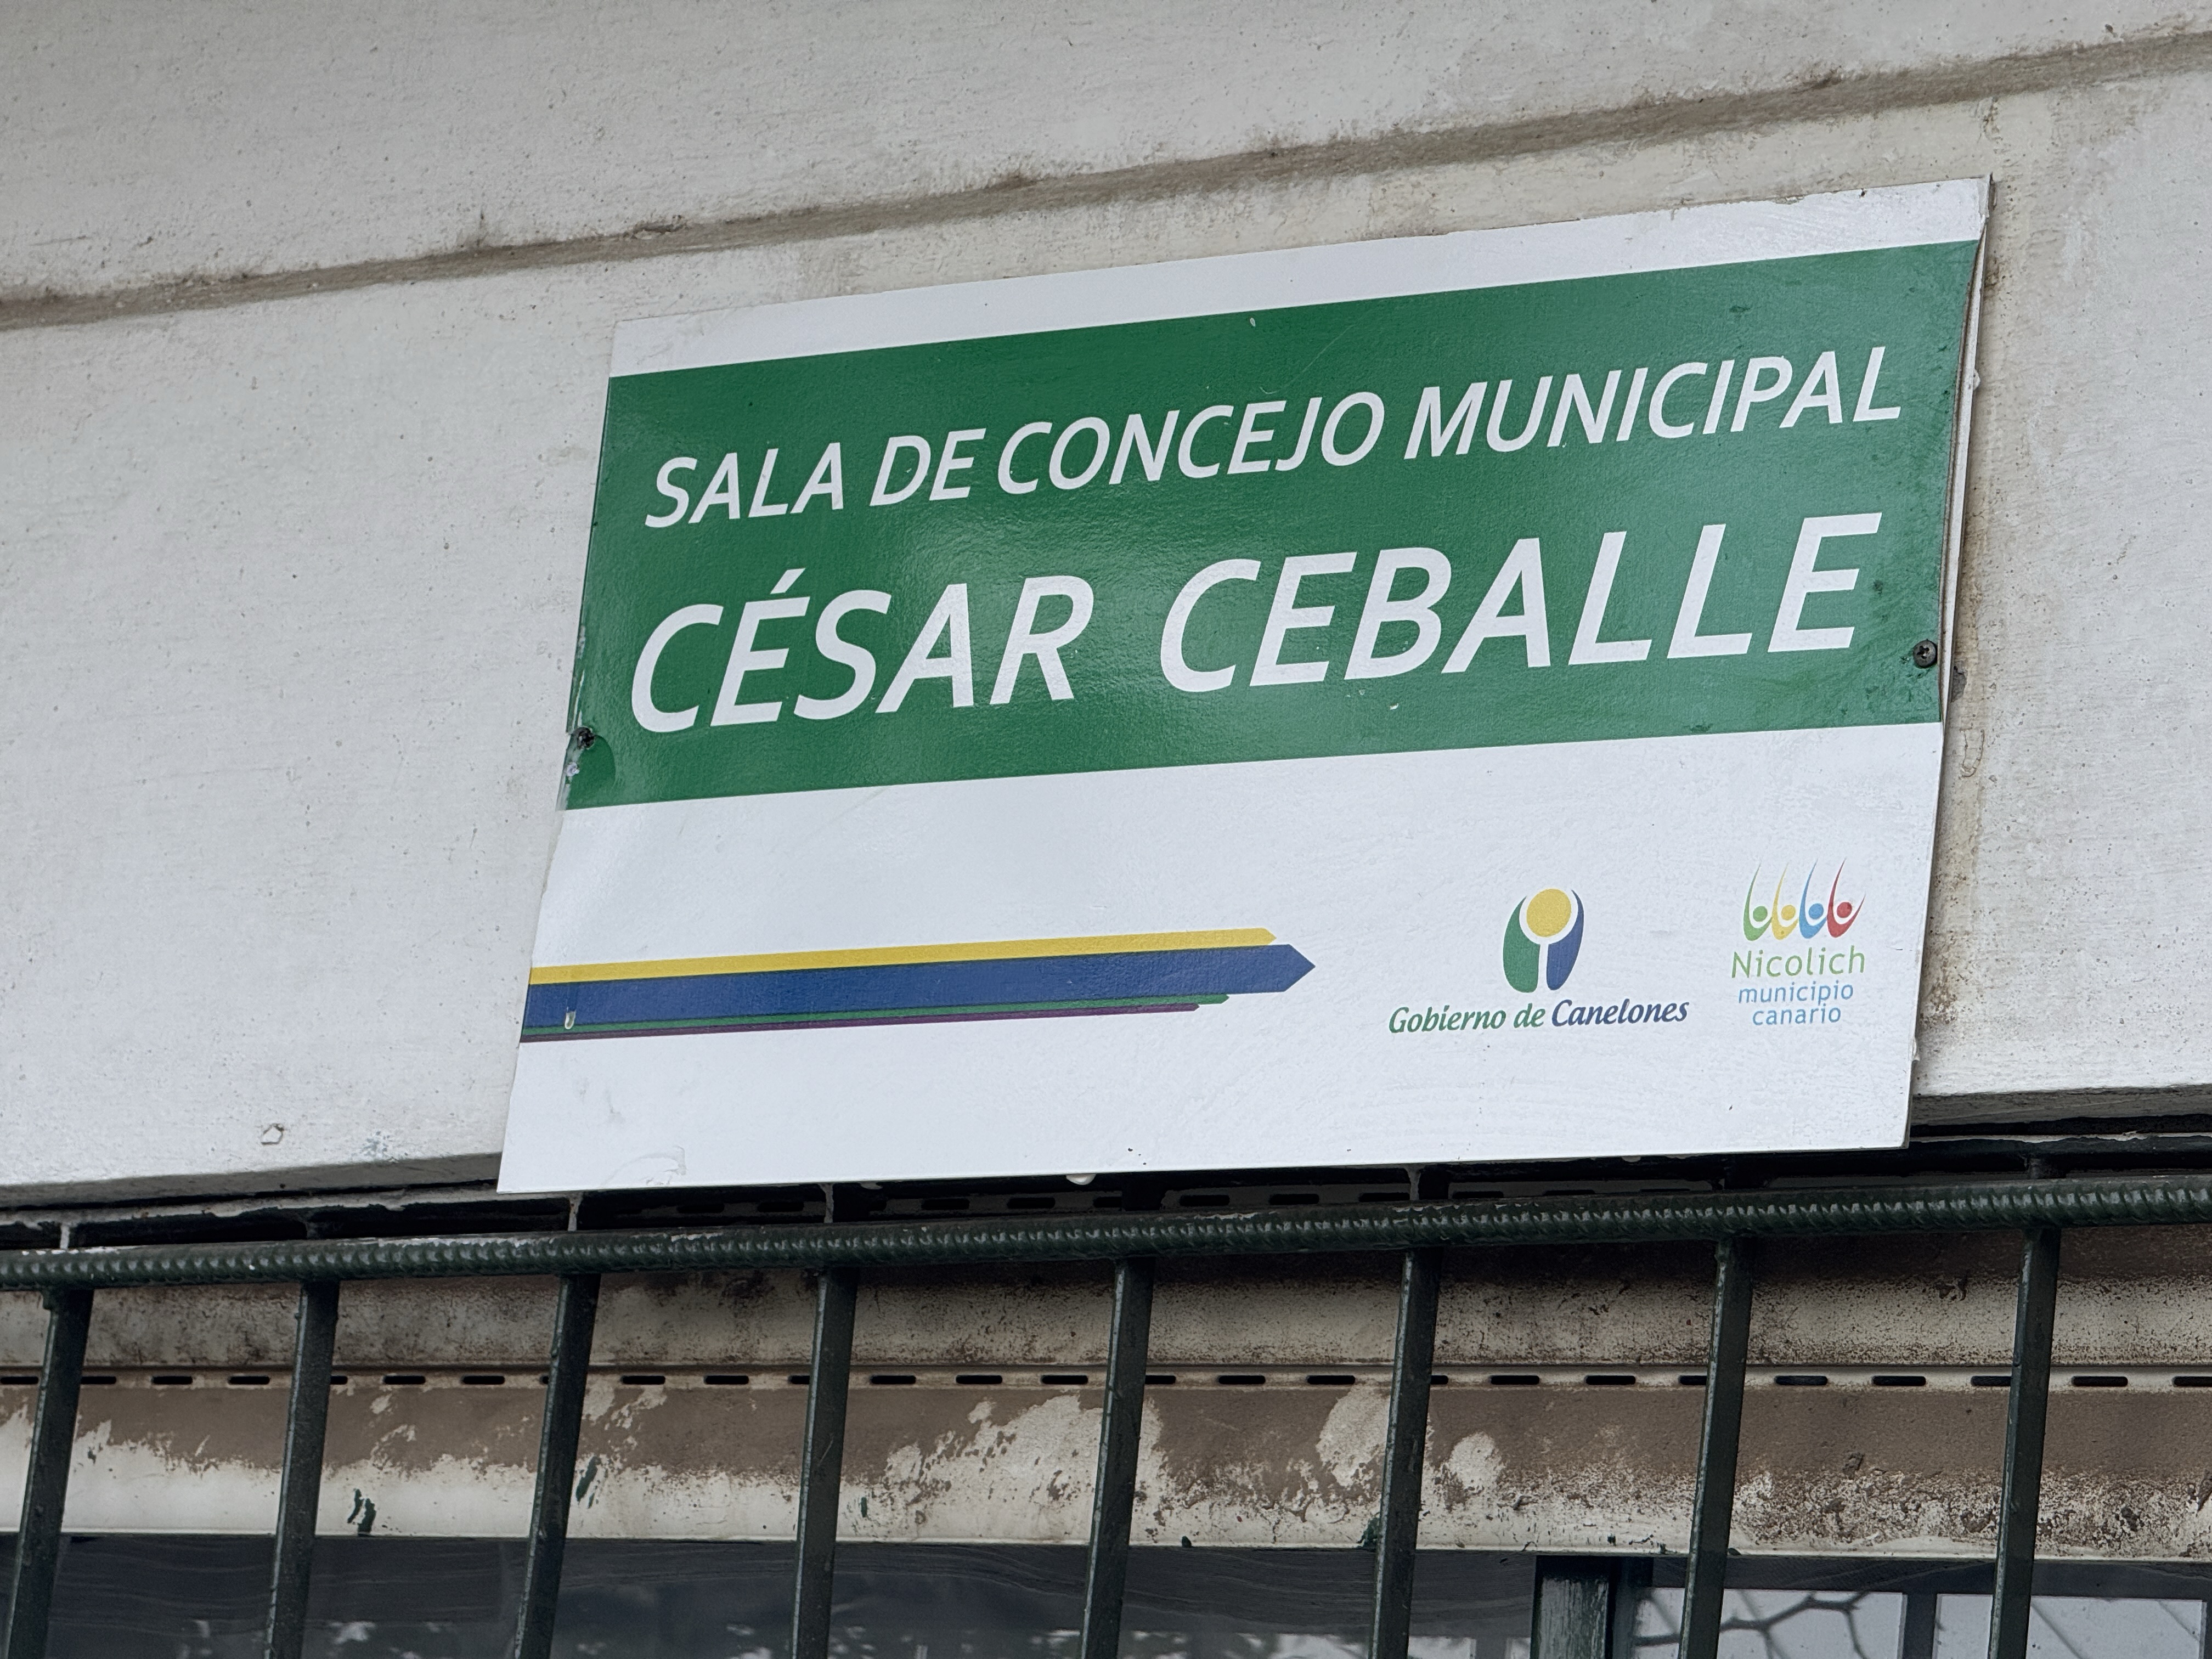 SALA DE CONCEJO MUNICIPAL
CÉSAR CEBALLE
Gobierno de Canelones
Nicolich
municipio
canario